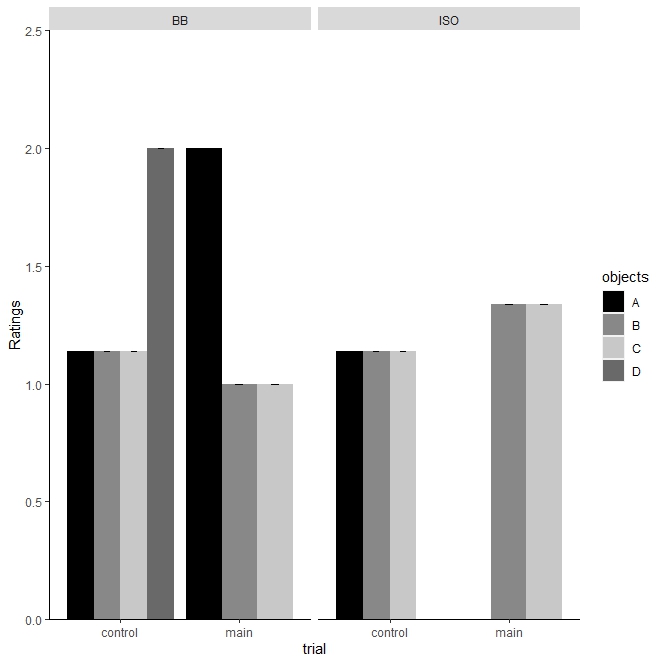 BB ISO
2.5
2.0
1.5
1.0
0.5
0.0
Ratings
control main control main
trial
objects
A
B
C
D